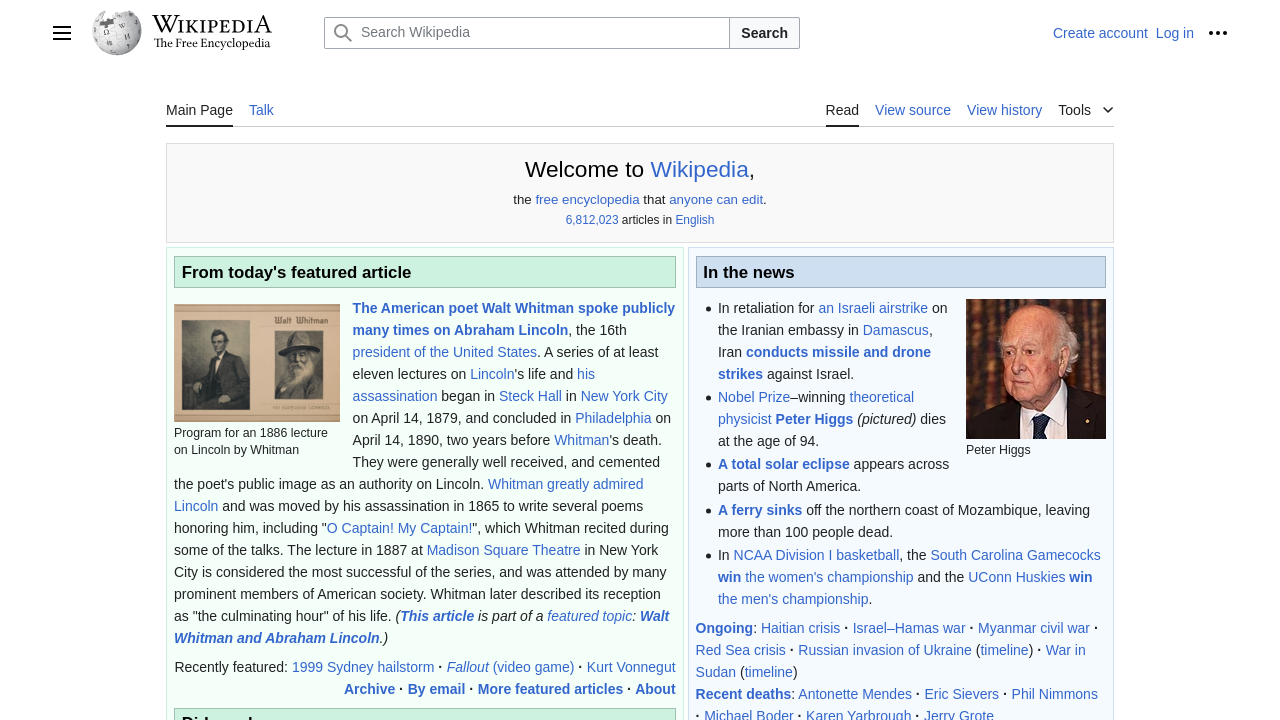 WIKIPEDIA
The Free Encyclopedia
Search Wikipedia
Search
Create account
Log in
Main Page
Talk
Read
View source
View history
Tools
Welcome to Wikipedia,
the free encyclopedia that anyone can edit.
6,812,023 articles in English
From today's featured article
Walt Whitman
Program for an 1886 lecture
on Lincoln by Whitman
The American poet Walt Whitman spoke publicly
many times on Abraham Lincoln, the 16th
president of the United States. A series of at least
eleven lectures on Lincoln's life and his
assassination began in Steck Hall in New York City
on April 14, 1879, and concluded in Philadelphia on
April 14, 1890, two years before Whitman's death.
They were generally well received, and cemented
the poet's public image as an authority on Lincoln. Whitman greatly admired
Lincoln and was moved by his assassination in 1865 to write several poems
honoring him, including "O Captain! My Captain!", which Whitman recited during
some of the talks. The lecture in 1887 at Madison Square Theatre in New York
City is considered the most successful of the series, and was attended by many
prominent members of American society. Whitman later described its reception
as "the culminating hour" of his life. (This article is part of a featured topic: Walt
Whitman and Abraham Lincoln.)
Recently featured: 1999 Sydney hailstorm · Fallout (video game) · Kurt Vonnegut
Archive · By email · More featured articles · About
In the news
• In retaliation for an Israeli airstrike on
the Iranian embassy in Damascus,
Iran conducts missile and drone
strikes against Israel.
• Nobel Prize–winning theoretical
physicist Peter Higgs (pictured) dies
at the age of 94.
Peter Higgs
• A total solar eclipse appears across
parts of North America.
• A ferry sinks off the northern coast of Mozambique, leaving
more than 100 people dead.
• In NCAA Division I basketball, the South Carolina Gamecocks
win the women's championship and the UConn Huskies win
the men's championship.
Ongoing: Haitian crisis · Israel–Hamas war · Myanmar civil war ·
Red Sea crisis · Russian invasion of Ukraine (timeline) · War in
Sudan (timeline)
Recent deaths: Antonette Mendes · Eric Sievers · Phil Nimmons
· Michael Boder · Karen Yarbrough · Jerry Grote